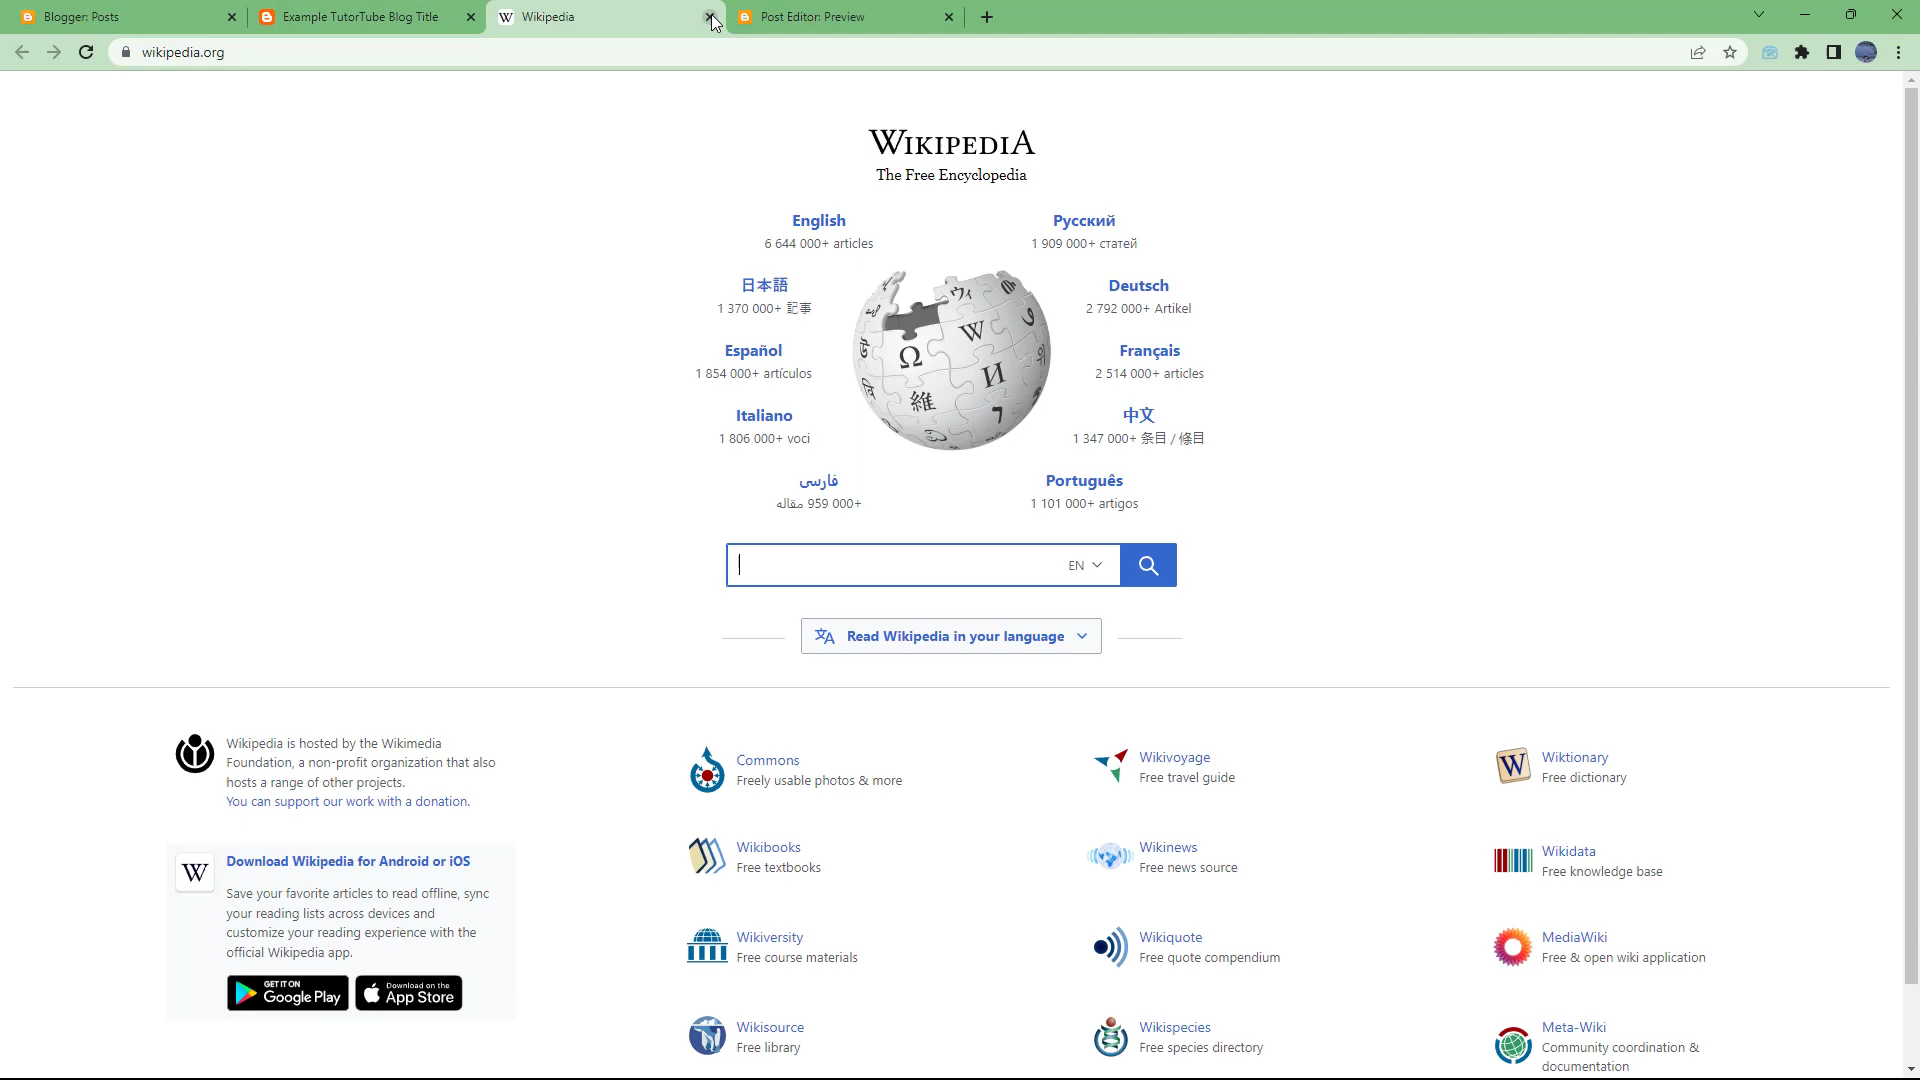 Blogger: Posts
Example TutorTube Blog Title
Wikipedia
Post Editor: Preview
wikipedia.org
WIKIPEDIA
The Free Encyclopedia
English
6 644 000+ articles
Русский
1 909 000+ статей
日本語
1 370 000+ 記事
Deutsch
2 792 000+ Artikel
Español
1 854 000+ artículos
Français
2 514 000+ articles
Italiano
1 806 000+ voci
中文
1 347 000+ 条目 / 條目
فارسی
۹۵۹ ۰۰۰+ مقاله
Português
1 101 000+ artigos
EN
Read Wikipedia in your language
Wikipedia is hosted by the Wikimedia
Foundation, a non-profit organization that also
hosts a range of other projects.
You can support our work with a donation.
Download Wikipedia for Android or iOS
Save your favorite articles to read offline, sync
your reading lists across devices and
customize your reading experience with the
official Wikipedia app.
GET IT ON
Google Play
Download on the
App Store
Commons
Freely usable photos & more
Wikivoyage
Free travel guide
Wiktionary
Free dictionary
Wikibooks
Free textbooks
Wikinews
Free news source
Wikidata
Free knowledge base
Wikiversity
Free course materials
Wikiquote
Free quote compendium
MediaWiki
Free & open wiki application
Wikisource
Free library
Wikispecies
Free species directory
Meta-Wiki
Community coordination &
documentation